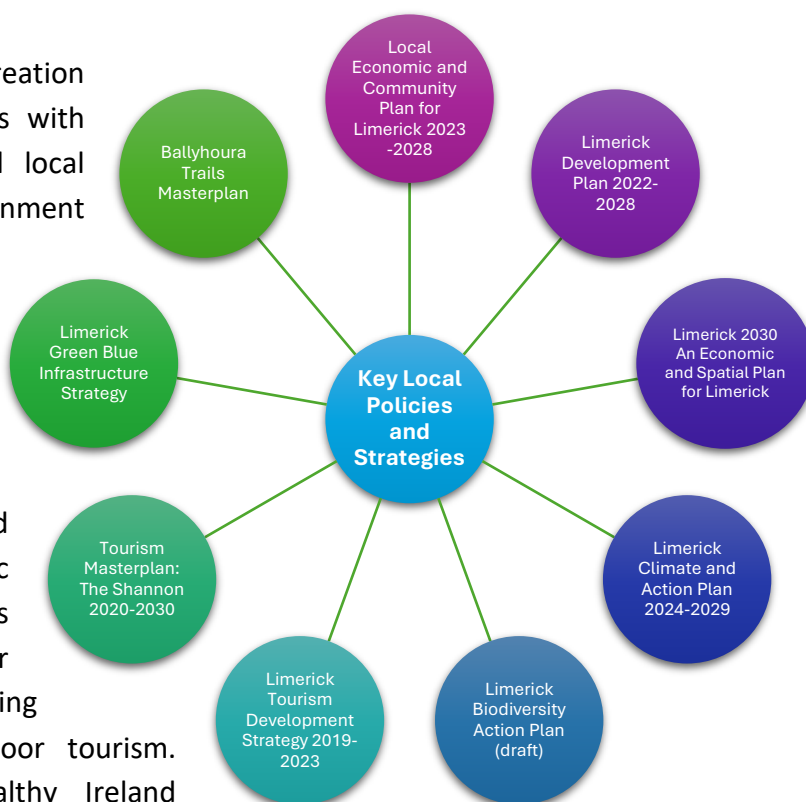 reation
s with
l local
nment
Local
Economic and
Community
Plan for
Limerick 2023
-2028
Limerick
Development
Plan 2022-
2028
Limerick 2030
An Economic
and Spatial Plan
for Limerick
Limerick
Climate and
Action Plan
2024-2029
Limerick
Biodiversity
Action Plan
(draft)
Limerick
Tourism
Development
Strategy 2019-
2023
Tourism
Masterplan:
The Shannon
2020-2030
Limerick
Green Blue
Infrastructure
Strategy
Ballyhoura
Trails
Masterplan
Key Local
Policies
and
Strategies
d
c
s
r
ing
oor tourism.
althy Ireland